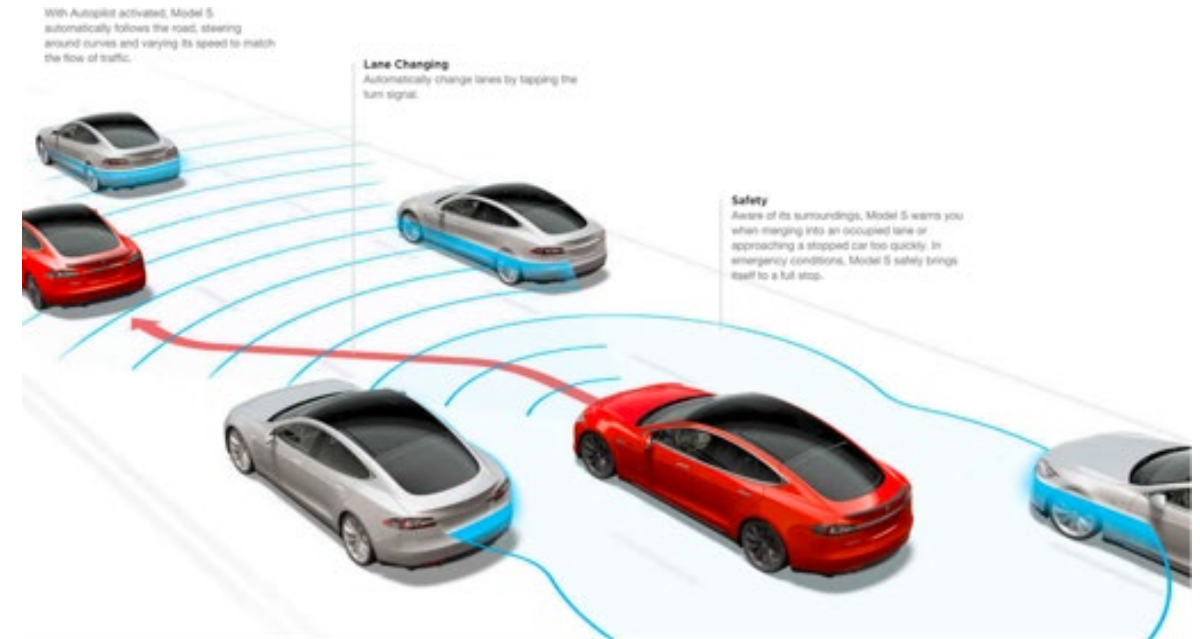 With Autopilot activated, Model S
automatically follows the road, steering
around curves and varying its speed to match
the flow of traffic.
Lane Changing
Automatically change lanes by tapping the
turn signal.
Safety
Aware of its surroundings, Model S warns you
when merging into an occupied lane or
approaching a stopped car too quickly. In
emergency conditions, Model S safely brings
itself to a full stop.